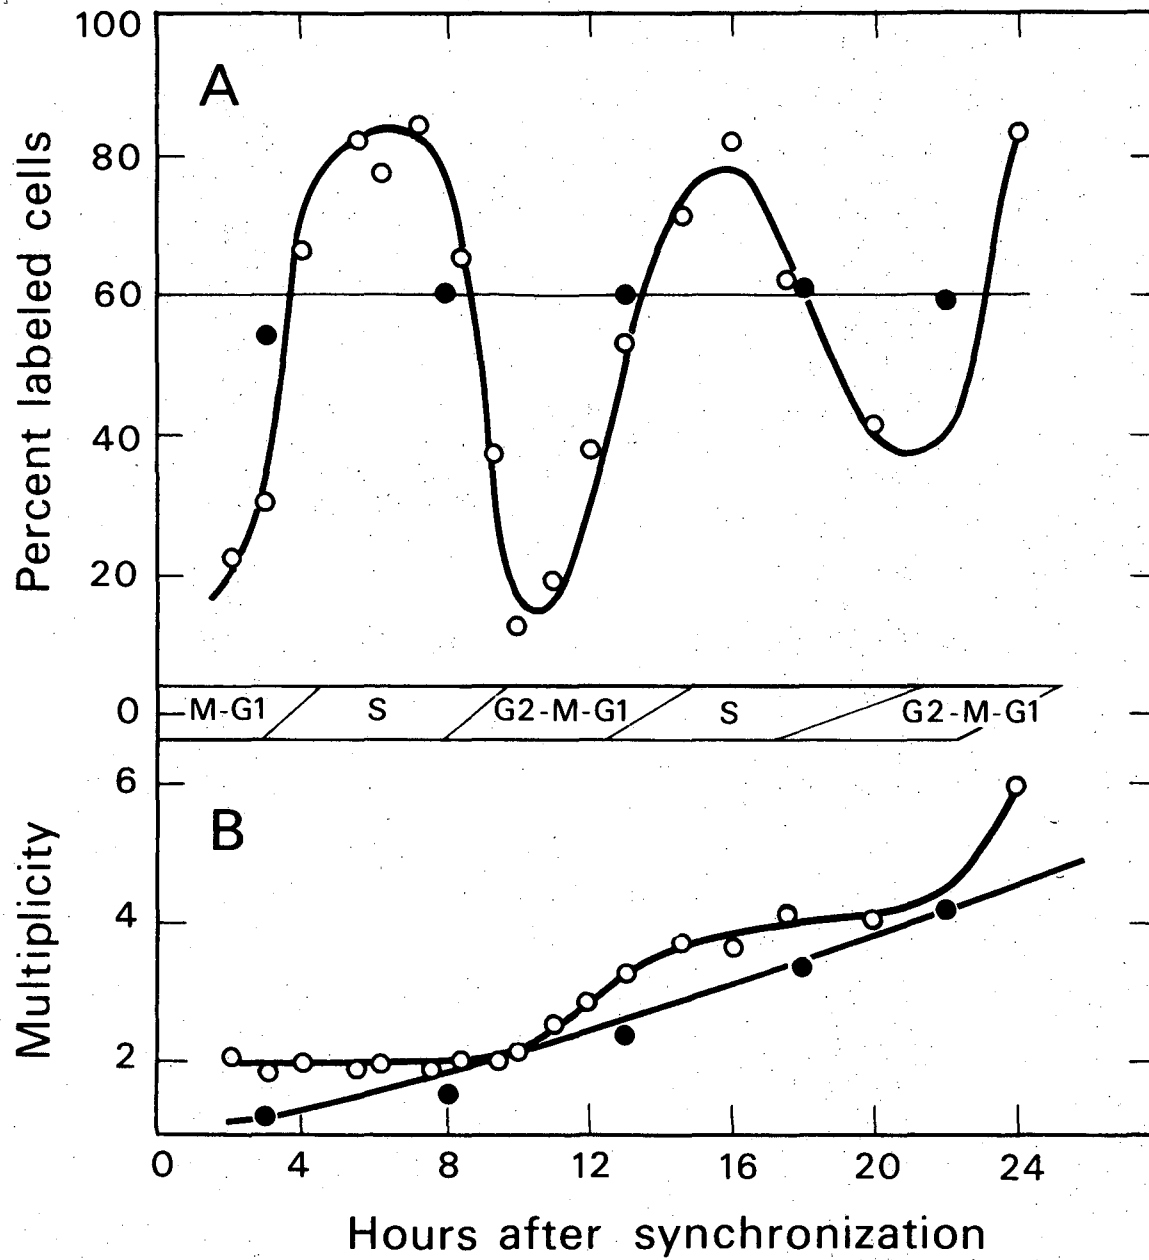 100
A
80
60
40
20
0
Percent labeled cells
M-G1 S G2-M-G1 S G2-M-G1
6
B
4
2
Multiplicity
0 4 8 12 16 20 24
Hours after synchronization